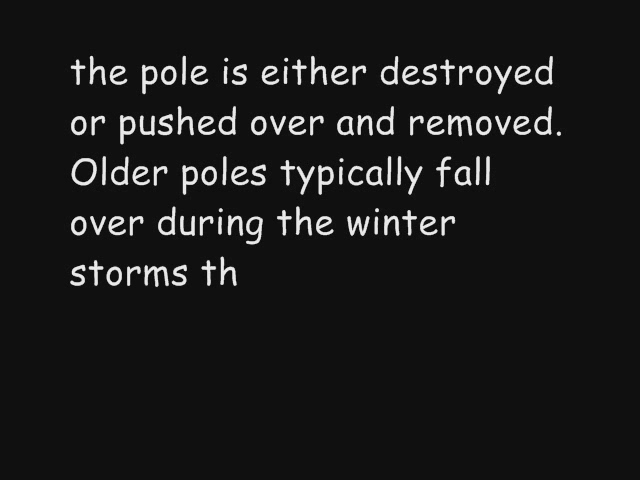 the pole is either destroyed
or pushed over and removed.
Older poles typically fall
over during the winter
storms th